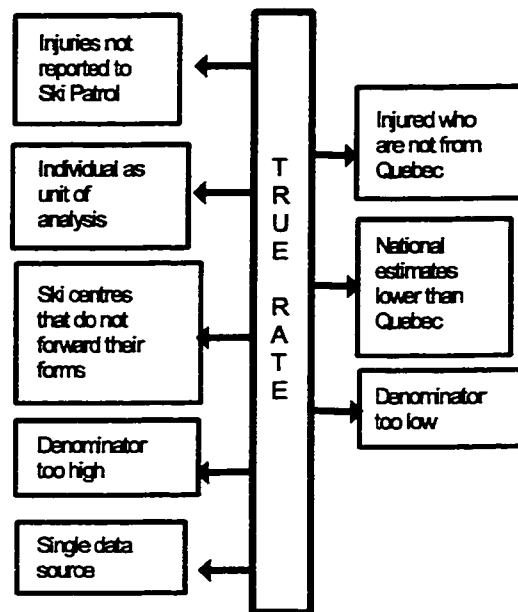 Injuries not
reported to
Ski Patrol
Individual as
unit of
analysis
Ski centres
that do not
forward their
forms
Denominator
too high
Single data
source
TRUE RATE
Injured who
are not from
Quebec
National
estimates
lower than
Quebec
Denominator
too low